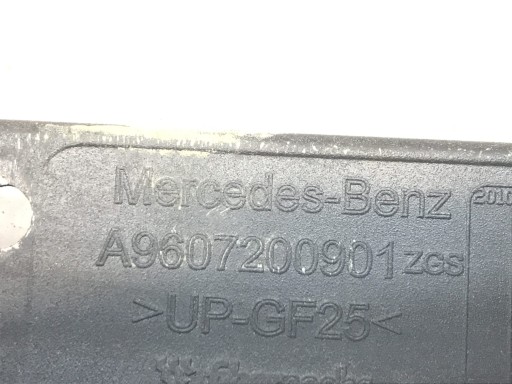 Mercedes-Benz
A9607200901 ZGS
>UP-GF25<